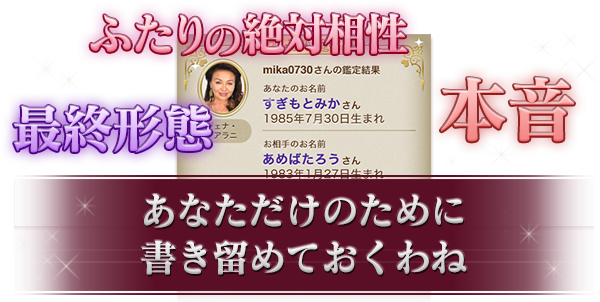 ふたりの絶対相性
最終形態
本音
mika0730さんの鑑定結果
あなたのお名前
すぎもとみかさん
1985年7月30日生まれ
お相手のお名前
あめばたろうさん
1983年1月27日生まれ
あなただけのために
書き留めておくわね